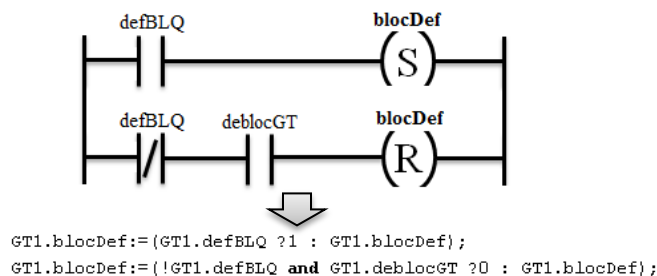 defBLQ blocDef
S
defBLQ deblocGT blocDef
R
GT1.blocDef:=(GT1.defBLQ ?1 : GT1.blocDef);
GT1.blocDef:=(!GT1.defBLQ and GT1.deblocGT ?0 : GT1.blocDef);